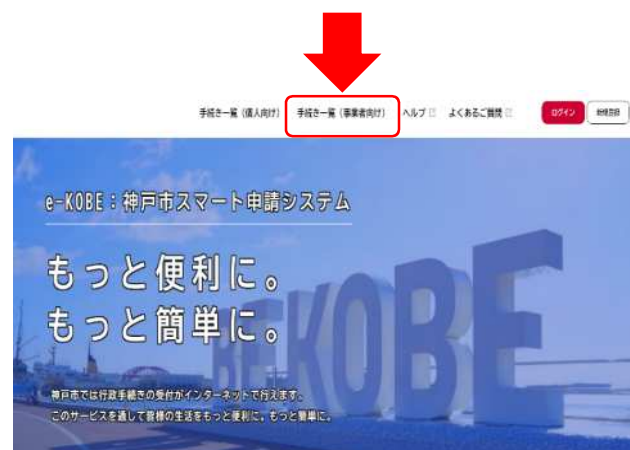 手続き一覧（個人向け） 手続き一覧（事業者向け） ヘルプ よくあるご質問 ログイン 新規登録
e-KOBE：神戸市スマート申請システム
もっと便利に。
もっと簡単に。
BE KOBE
神戸市では行政手続きの受付がインターネットで行えます。
このサービスを通して皆様の生活をもっと便利に。もっと簡単に。